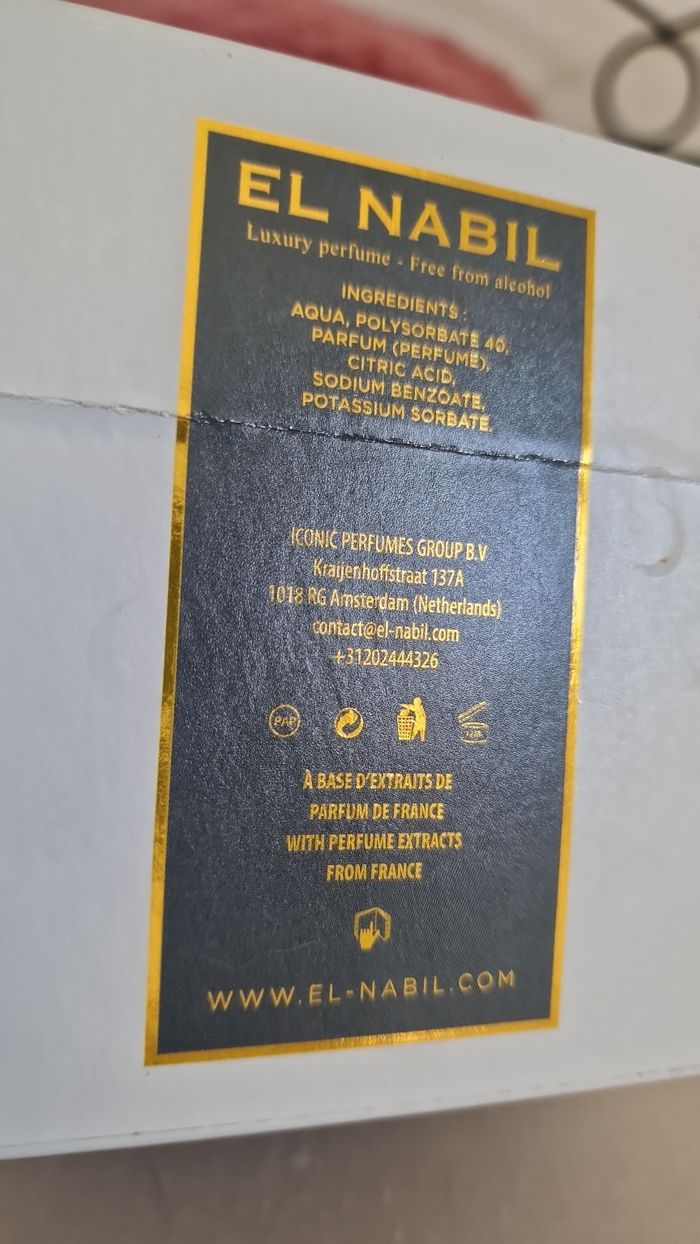 EL NABIL
Luxury perfume - Free from alcohol
INGREDIENTS :
AQUA, POLYSORBATE 40,
PARFUM (PERFUME),
CITRIC ACID,
SODIUM BENZOATE,
POTASSIUM SORBATE.
ICONIC PERFUMES GROUP B.V
Kraijenhoffstraat 137A
1018 RG Amsterdam (Netherlands)
contact@el-nabil.com
+31202444326
PAP
À BASE D'EXTRAITS DE
PARFUM DE FRANCE
WITH PERFUME EXTRACTS
FROM FRANCE
WWW.EL-NABIL.COM